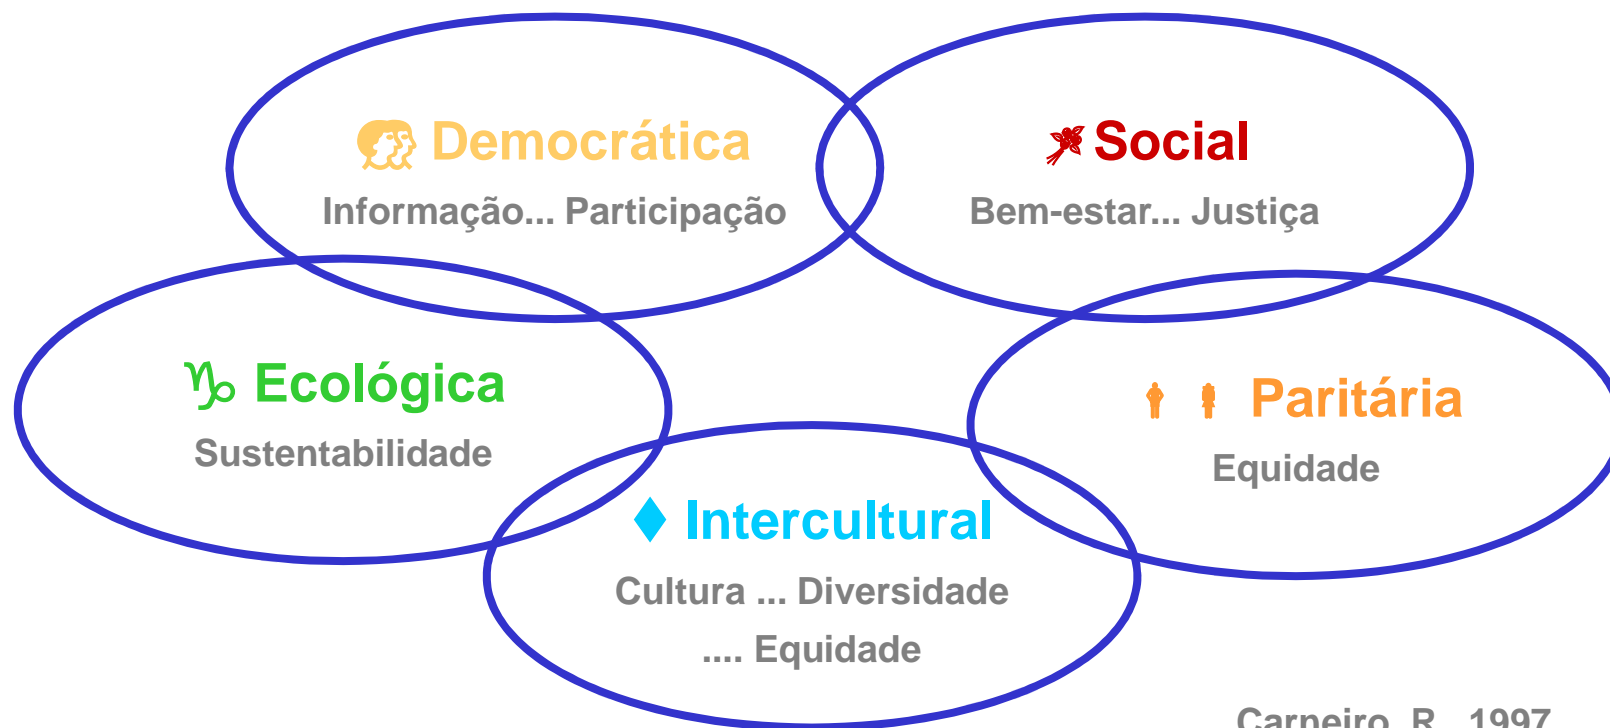 Democrática
Informação... Participação
Social
Bem-estar... Justiça
Ecológica
Sustentabilidade
Paritária
Equidade
Intercultural
Cultura ... Diversidade
.... Equidade
Carneiro, R., 1997